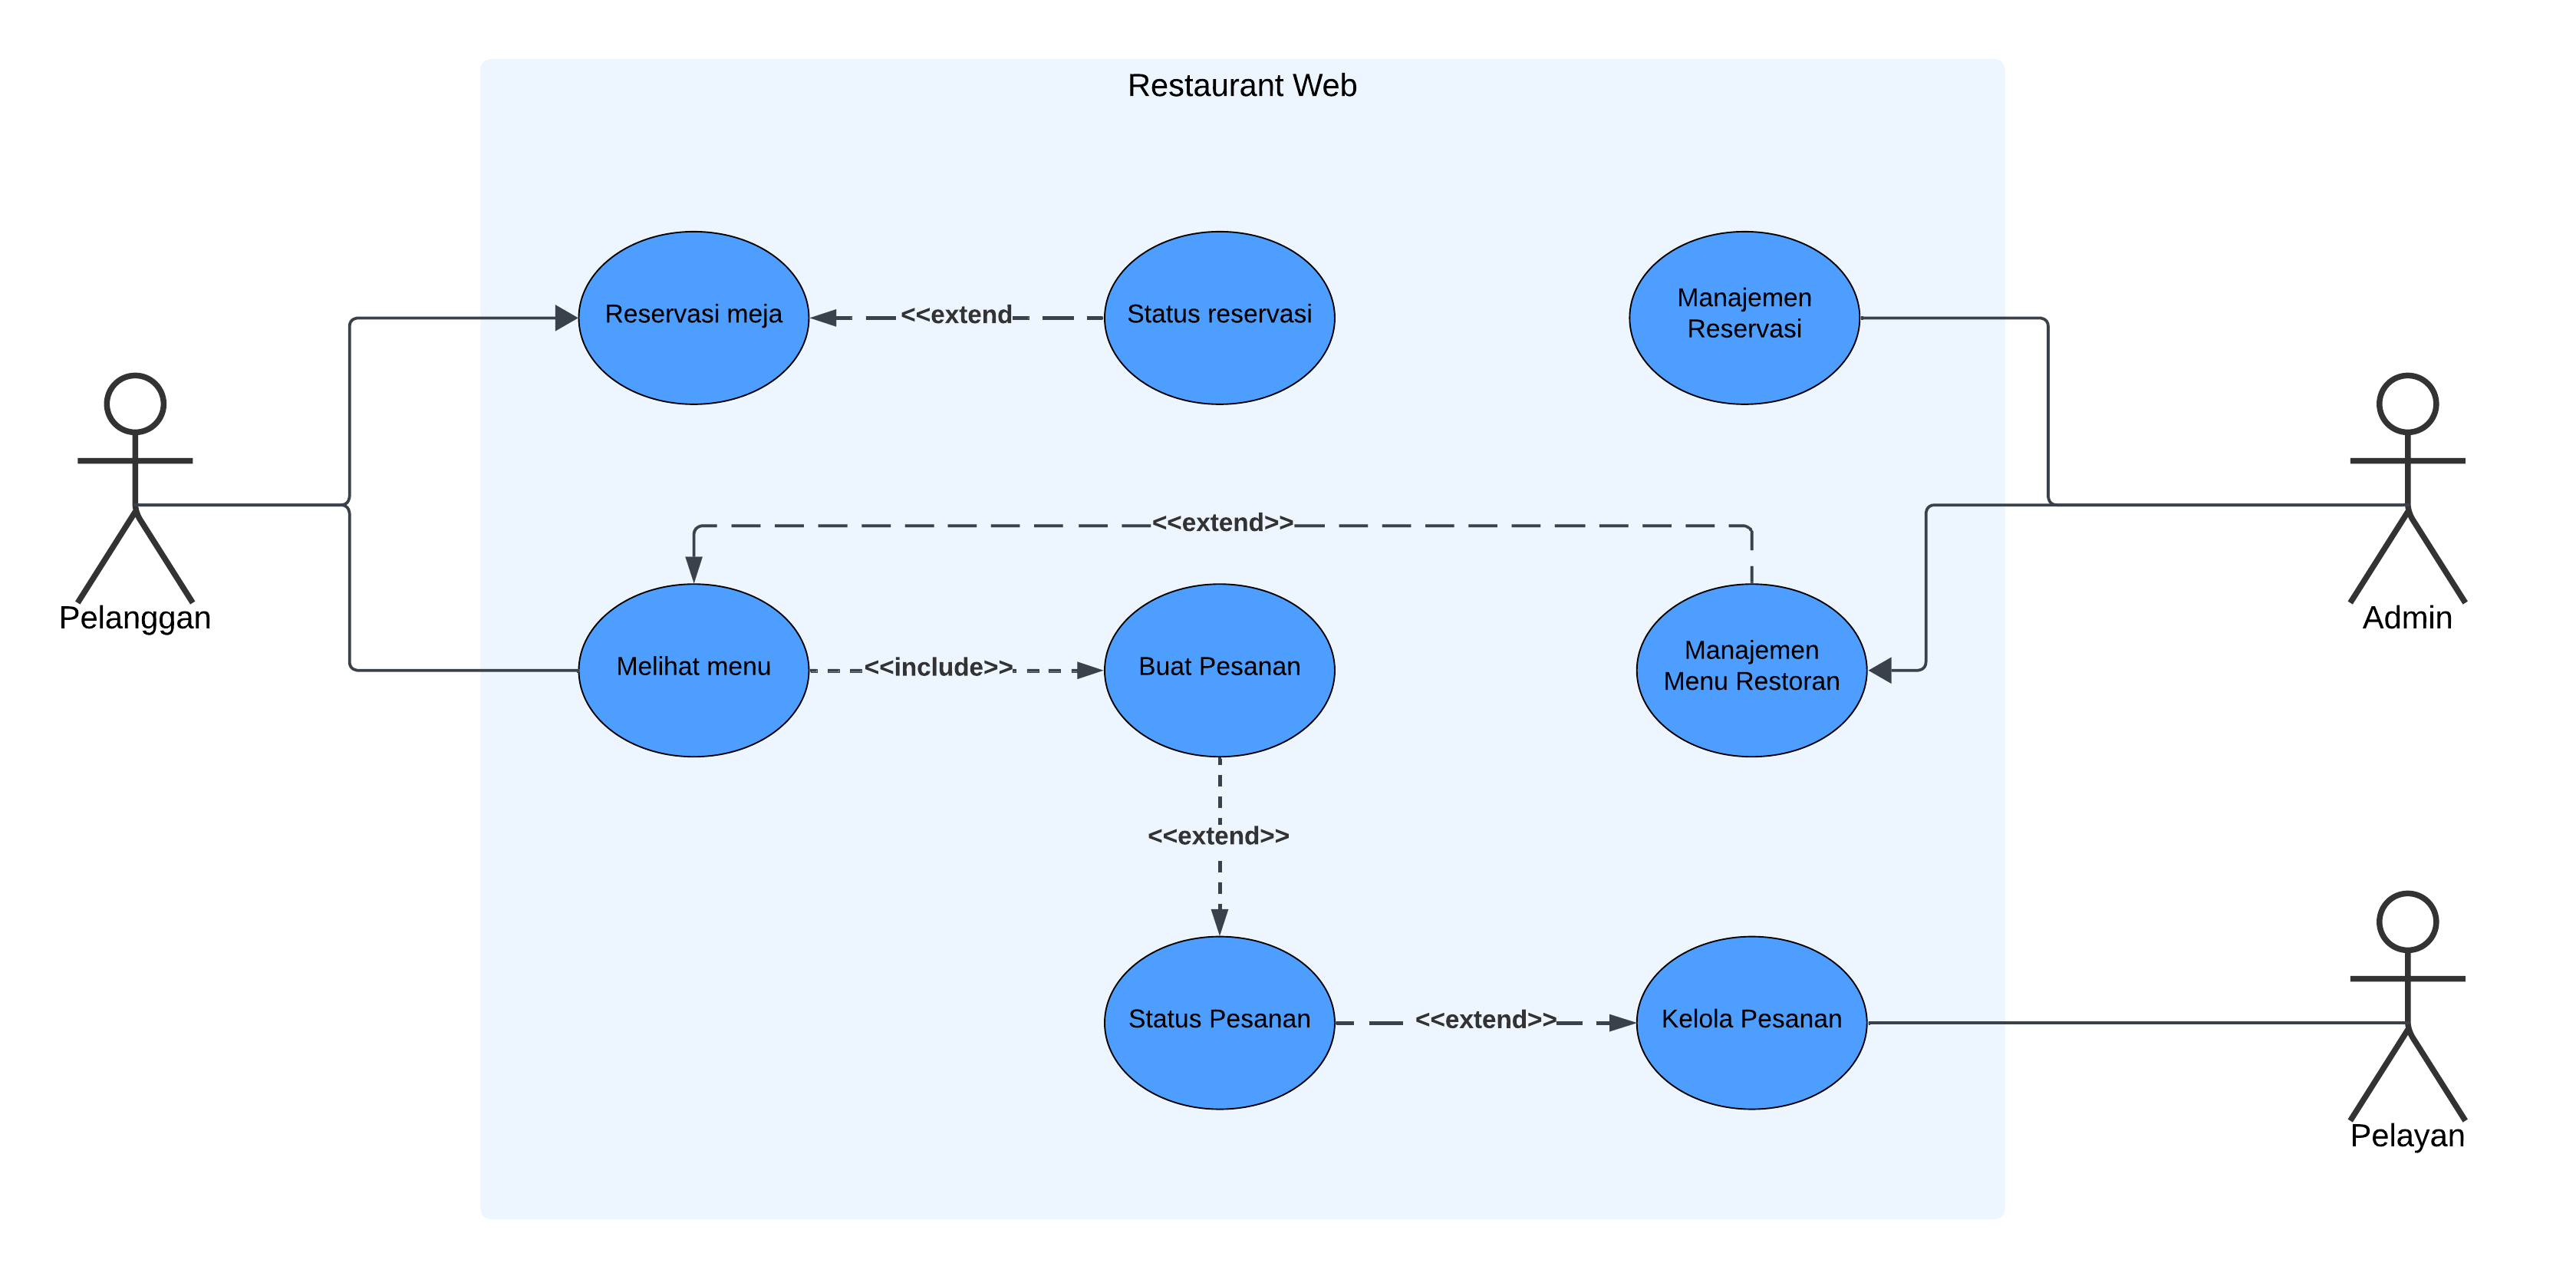 Restaurant Web
Reservasi meja
<<extend
Status reservasi
Manajemen
Reservasi
Pelanggan
Admin
<<extend>>
Melihat menu
<<include>>
Buat Pesanan
Manajemen
Menu Restoran
<<extend>>
Status Pesanan
<<extend>>
Kelola Pesanan
Pelayan